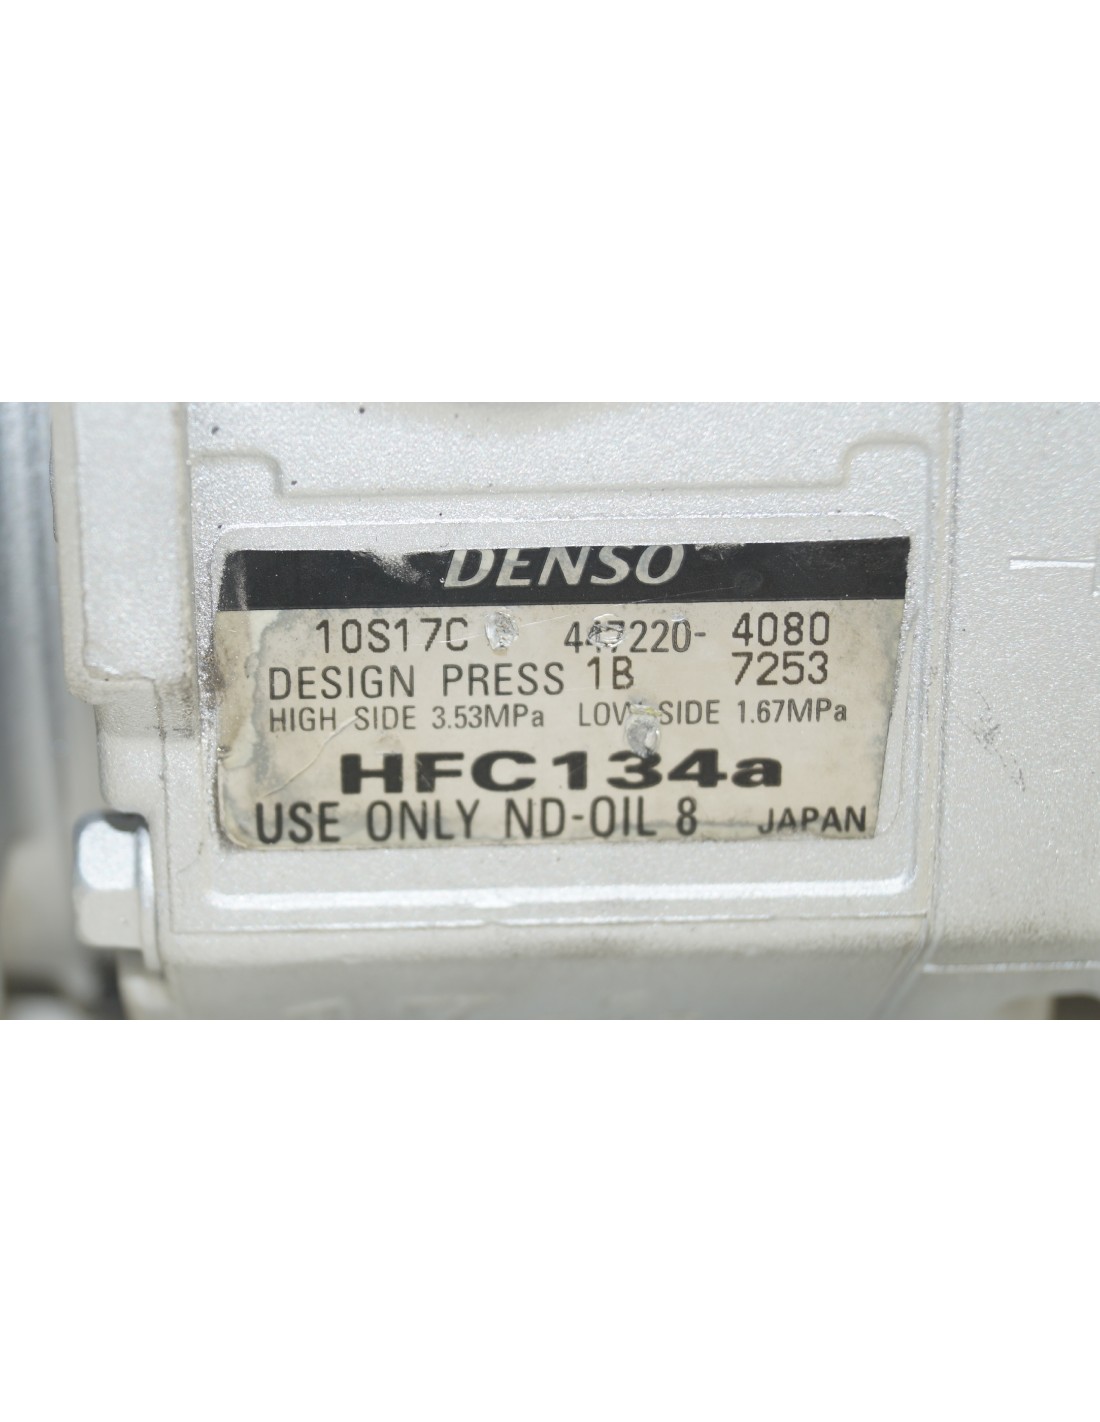 DENSO
10S17C 447220- 4080
DESIGN PRESS 1B 7253
HIGH SIDE 3.53MPa LOW SIDE 1.67MPa
HFC134a
USE ONLY ND-OIL 8 JAPAN